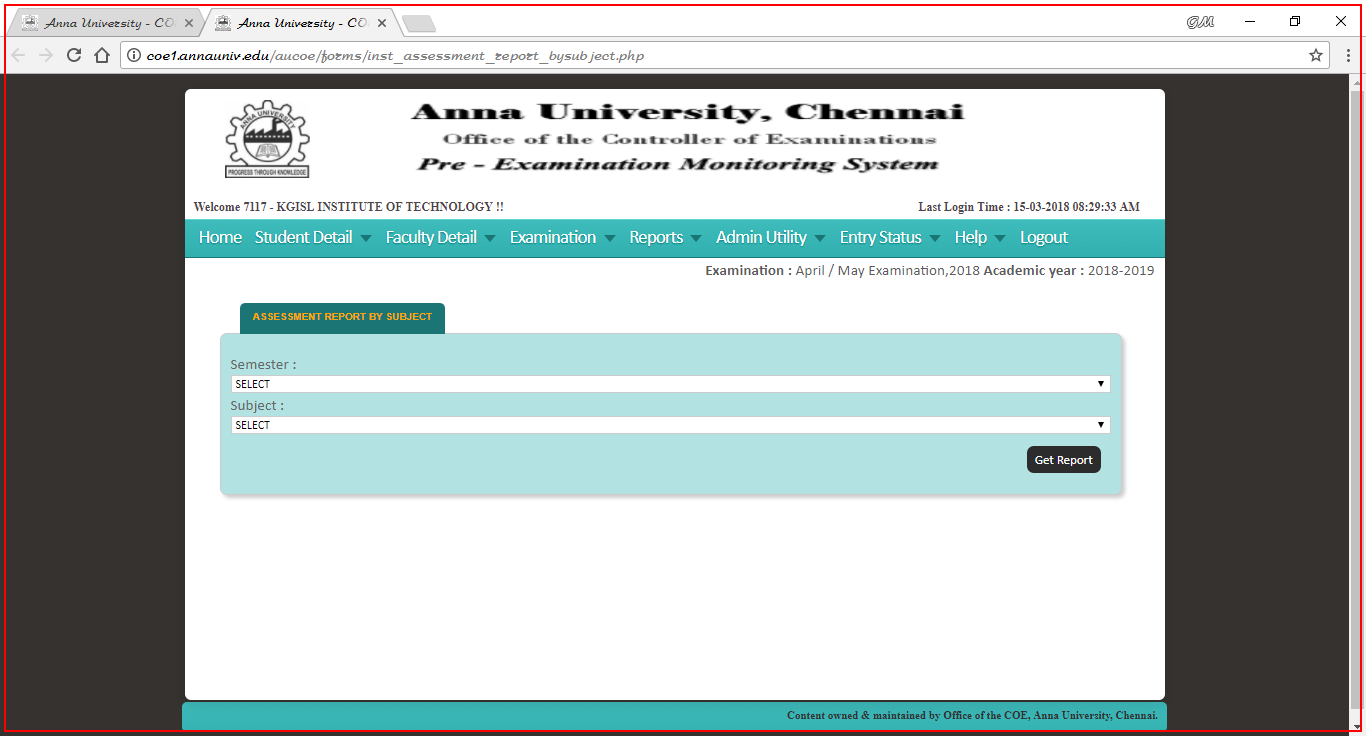 Anna University - CO
Anna University - CO
GM
coe1.annauniv.edu/aucoe/forms/inst_assessment_report_bysubject.php
ANNA UNIVERSITY
PROGRESS THROUGH KNOWLEDGE
Anna University, Chennai
Office of the Controller of Examinations
Pre - Examination Monitoring System
Welcome 7117 - KGISL INSTITUTE OF TECHNOLOGY !!
Last Login Time : 15-03-2018 08:29:33 AM
Home Student Detail Faculty Detail Examination Reports Admin Utility Entry Status Help Logout
Examination : April / May Examination,2018 Academic year : 2018-2019
ASSESSMENT REPORT BY SUBJECT
Semester :
SELECT
Subject :
SELECT
Get Report
Content owned & maintained by Office of the COE, Anna University, Chennai.